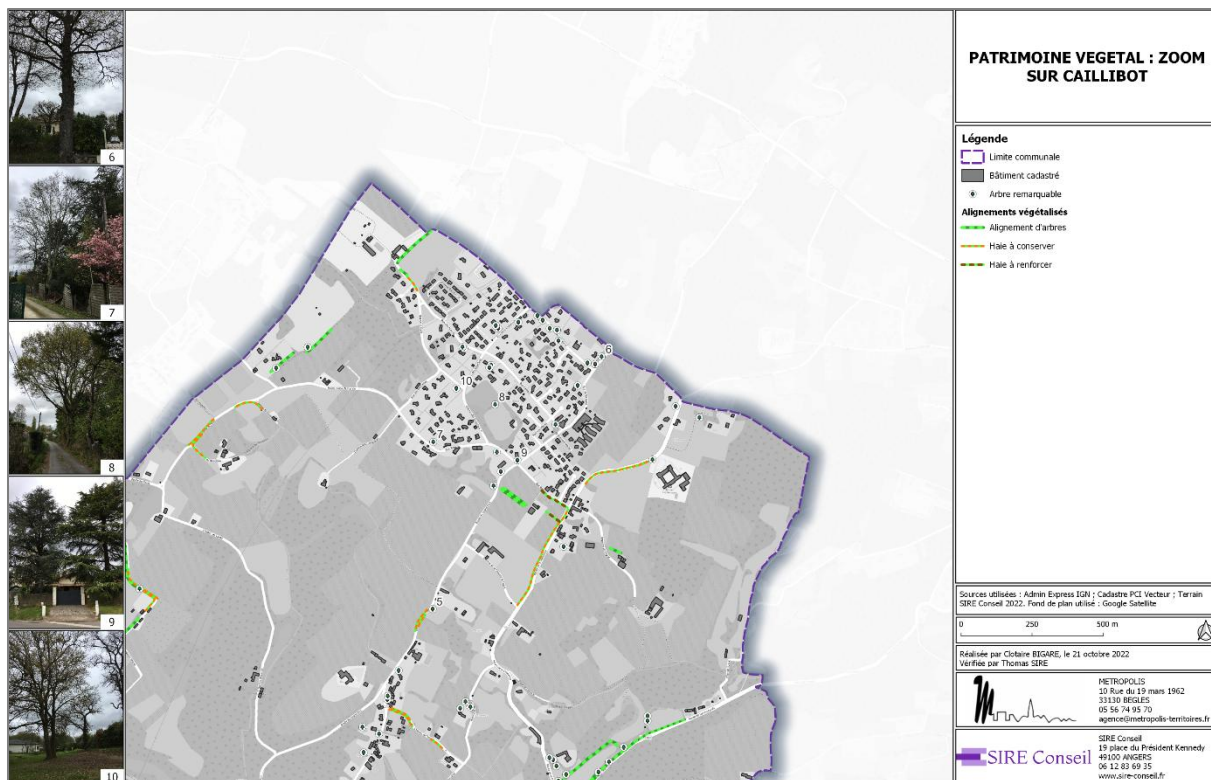 PATRIMOINE VEGETAL : ZOOM
SUR CAILLIBOT
Légende
Limite communale
Bâtiment cadastré
Arbre remarquable
Alignements végétalisés
Alignement d'arbres
Haie à conserver
Haie à renforcer
6
7
8
9
10
6
10
8
7
9
5
Sources utilisées : Admin Express IGN ; Cadastre PCI Vecteur ; Terrain
SIRE Conseil 2022. Fond de plan utilisé : Google Satellite
0 250 500 m
Réalisée par Clotaire BIGARE, le 21 octobre 2022
Vérifiée par Thomas SIRE
METROPOLIS
10 Rue du 19 mars 1962
33130 BEGLES
05 56 74 95 70
agence@metropolis-territoires.fr
SIRE Conseil
SIRE Conseil
19 place du Président Kennedy
49100 ANGERS
06 12 83 69 35
www.sire-conseil.fr